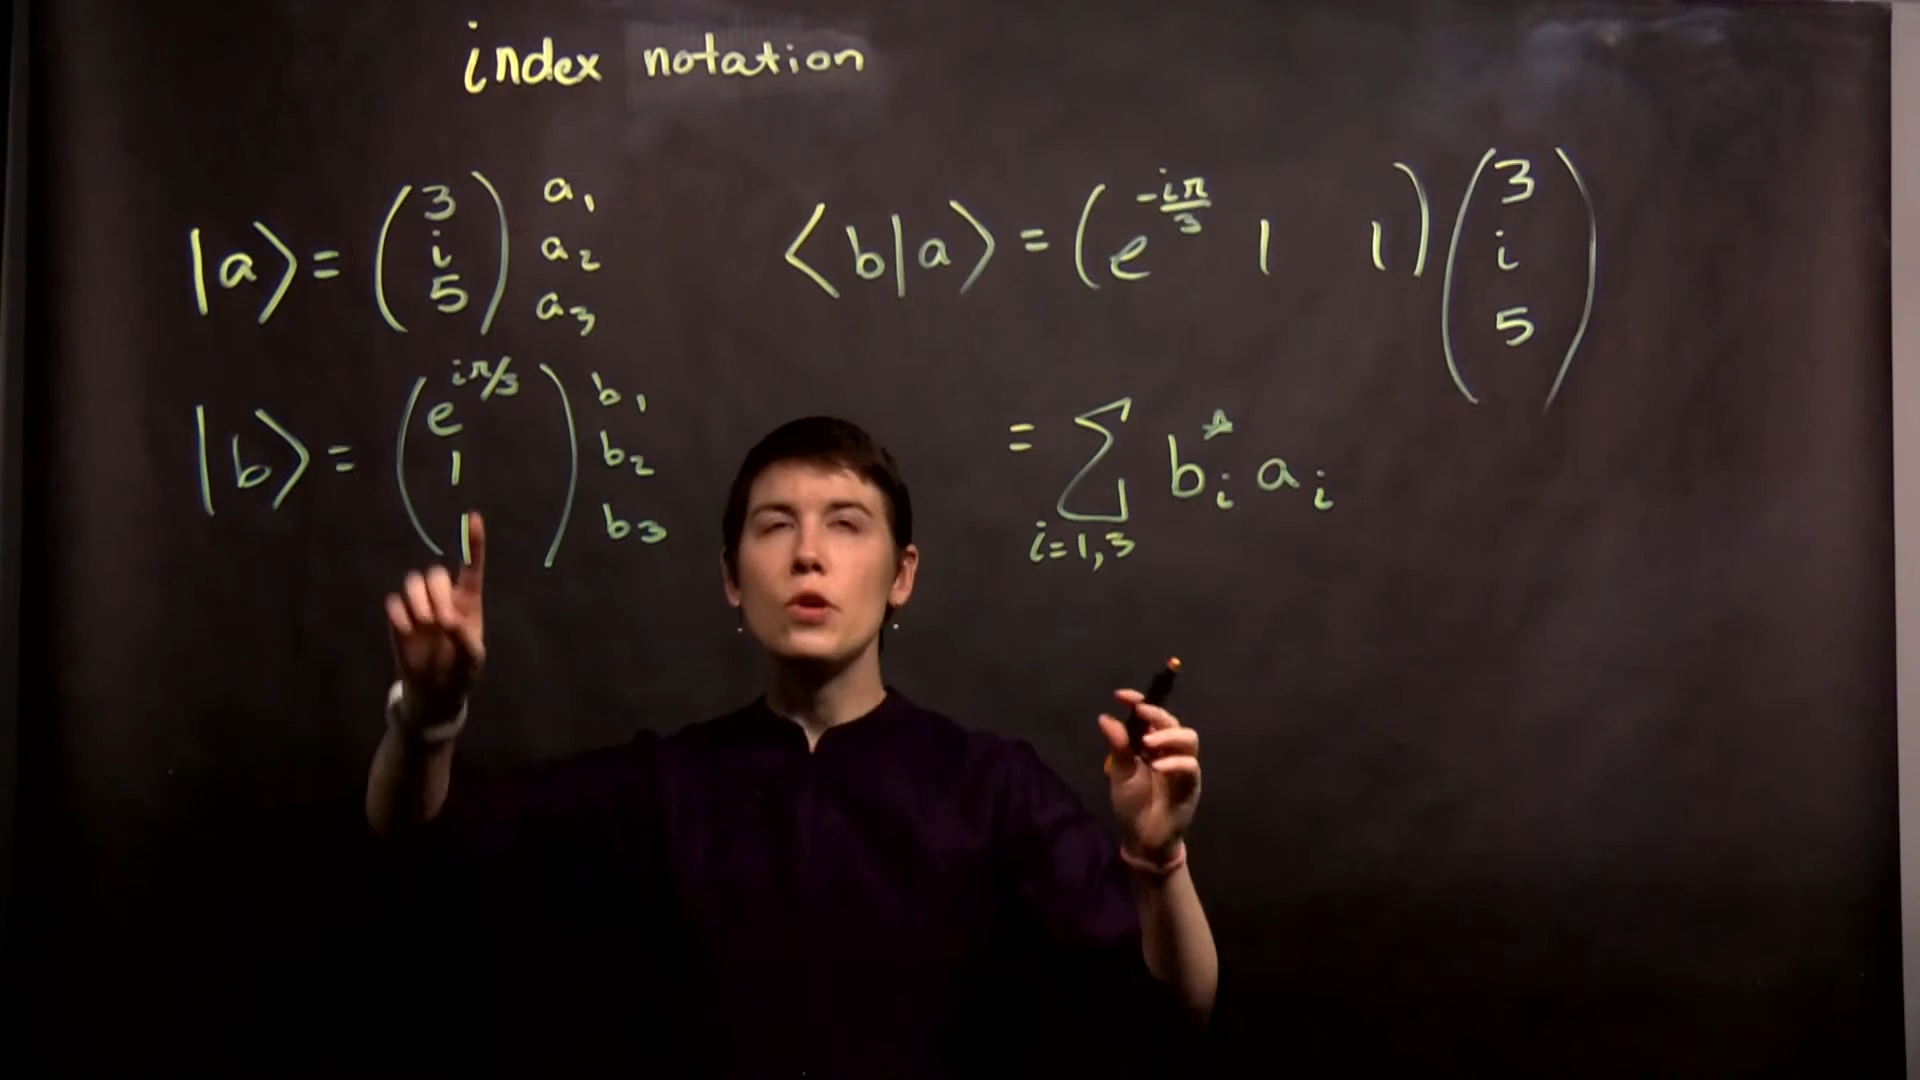 index notation
|a⟩ = (3 i 5) a₁ a₂ a₃
⟨b|a⟩ = (e^(-iπ/3) 1 1) (3 i 5)
|b⟩ = (e^(iπ/3) 1 1) b₁ b₂ b₃
= ∑_{i=1,3} b*ᵢ aᵢ